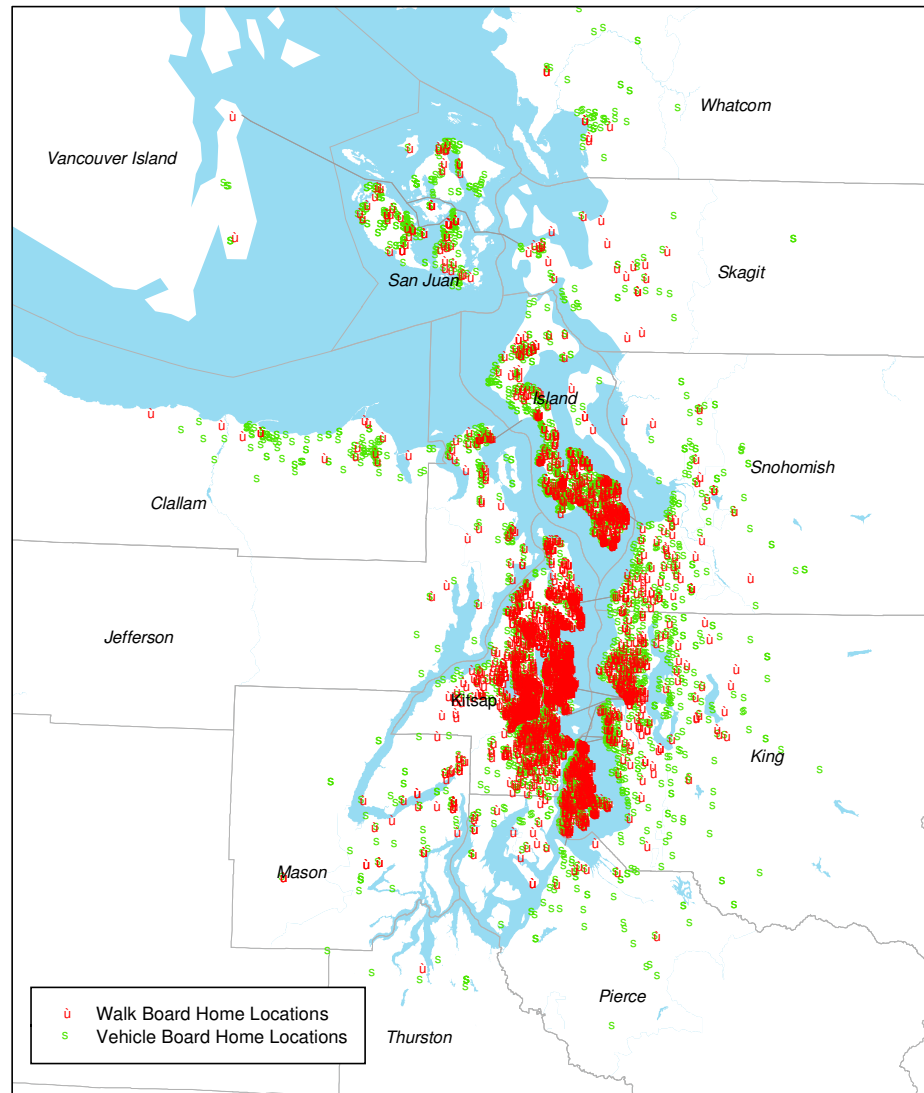 Whatcom
Vancouver Island
Skagit
San Juan
Island
Snohomish
Clallam
Jefferson
Kitsap
King
Mason
Pierce
Thurston
ù Walk Board Home Locations
s Vehicle Board Home Locations